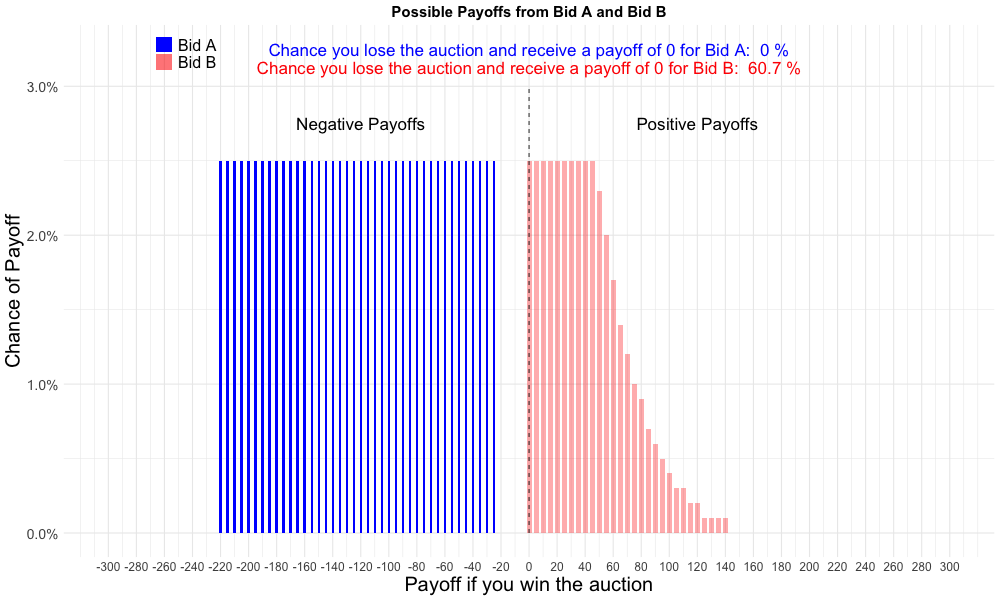 Possible Payoffs from Bid A and Bid B
Bid A
Bid B
Chance you lose the auction and receive a payoff of 0 for Bid A:  0 %
Chance you lose the auction and receive a payoff of 0 for Bid B:  60.7 %
Negative Payoffs
Positive Payoffs
Chance of Payoff
3.0%
2.0%
1.0%
0.0%
-300 -280 -260 -240 -220 -200 -180 -160 -140 -120 -100 -80 -60 -40 -20 0 20 40 60 80 100 120 140 160 180 200 220 240 260 280 300
Payoff if you win the auction